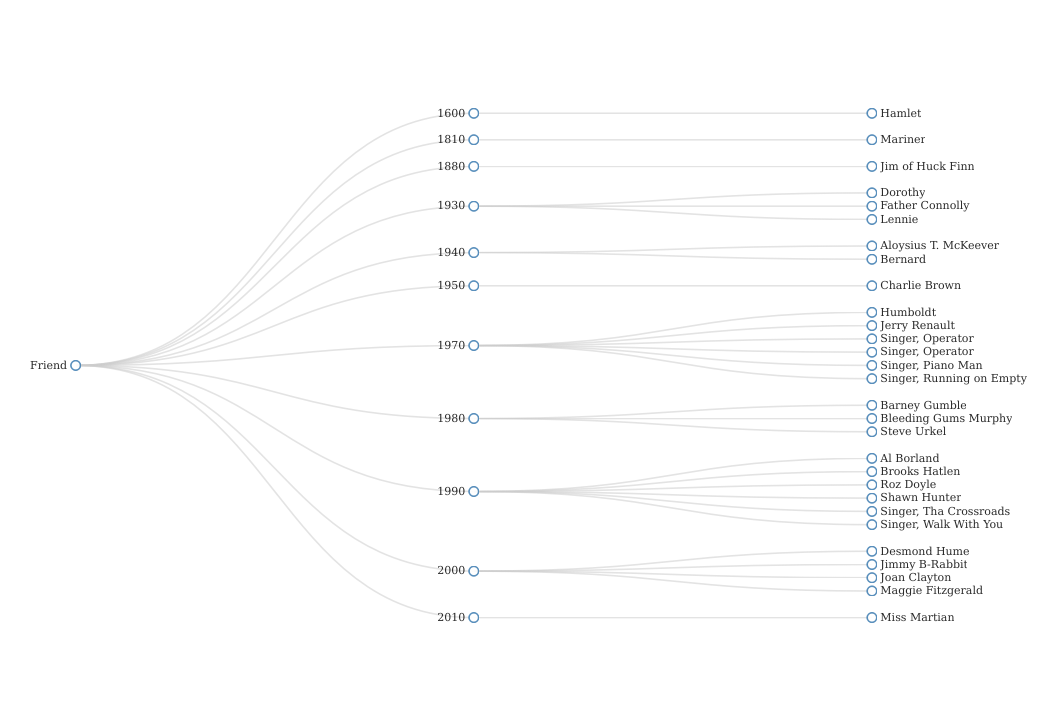 Friend
1600
1810
1880
1930
1940
1950
1970
1980
1990
2000
2010
Hamlet
Mariner
Jim of Huck Finn
Dorothy
Father Connolly
Lennie
Aloysius T. McKeever
Bernard
Charlie Brown
Humboldt
Jerry Renault
Singer, Operator
Singer, Operator
Singer, Piano Man
Singer, Running on Empty
Barney Gumble
Bleeding Gums Murphy
Steve Urkel
Al Borland
Brooks Hatlen
Roz Doyle
Shawn Hunter
Singer, Tha Crossroads
Singer, Walk With You
Desmond Hume
Jimmy B-Rabbit
Joan Clayton
Maggie Fitzgerald
Miss Martian